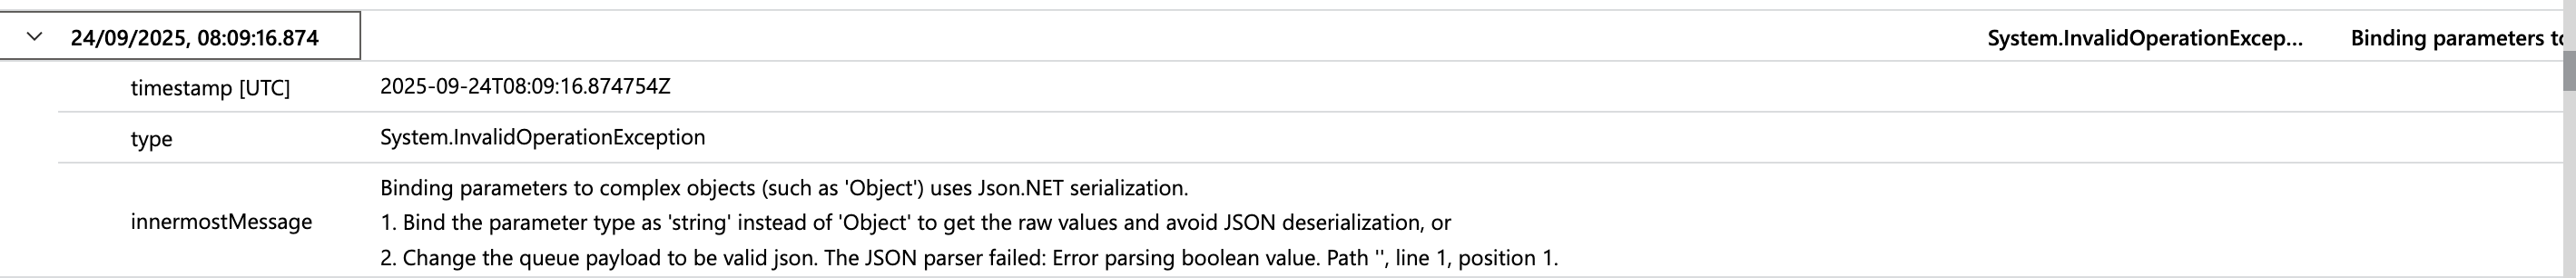 24/09/2025, 08:09:16.874 System.InvalidOperationExcep... Binding parameters to
timestamp [UTC] 2025-09-24T08:09:16.874754Z
type System.InvalidOperationException
innermostMessage
Binding parameters to complex objects (such as 'Object') uses Json.NET serialization.
1. Bind the parameter type as 'string' instead of 'Object' to get the raw values and avoid JSON deserialization, or
2. Change the queue payload to be valid json. The JSON parser failed: Error parsing boolean value. Path '', line 1, position 1.